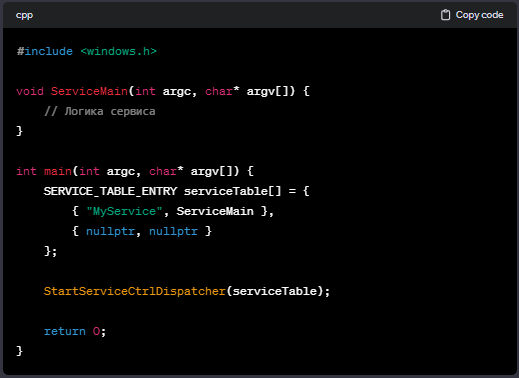 cpp
Copy code
#include <windows.h>
void ServiceMain(int argc, char* argv[]) {
    // Логика сервиса
}
int main(int argc, char* argv[]) {
    SERVICE_TABLE_ENTRY serviceTable[] = {
        { "MyService", ServiceMain },
        { nullptr, nullptr }
    };
    StartServiceCtrlDispatcher(serviceTable);
    return 0;
}